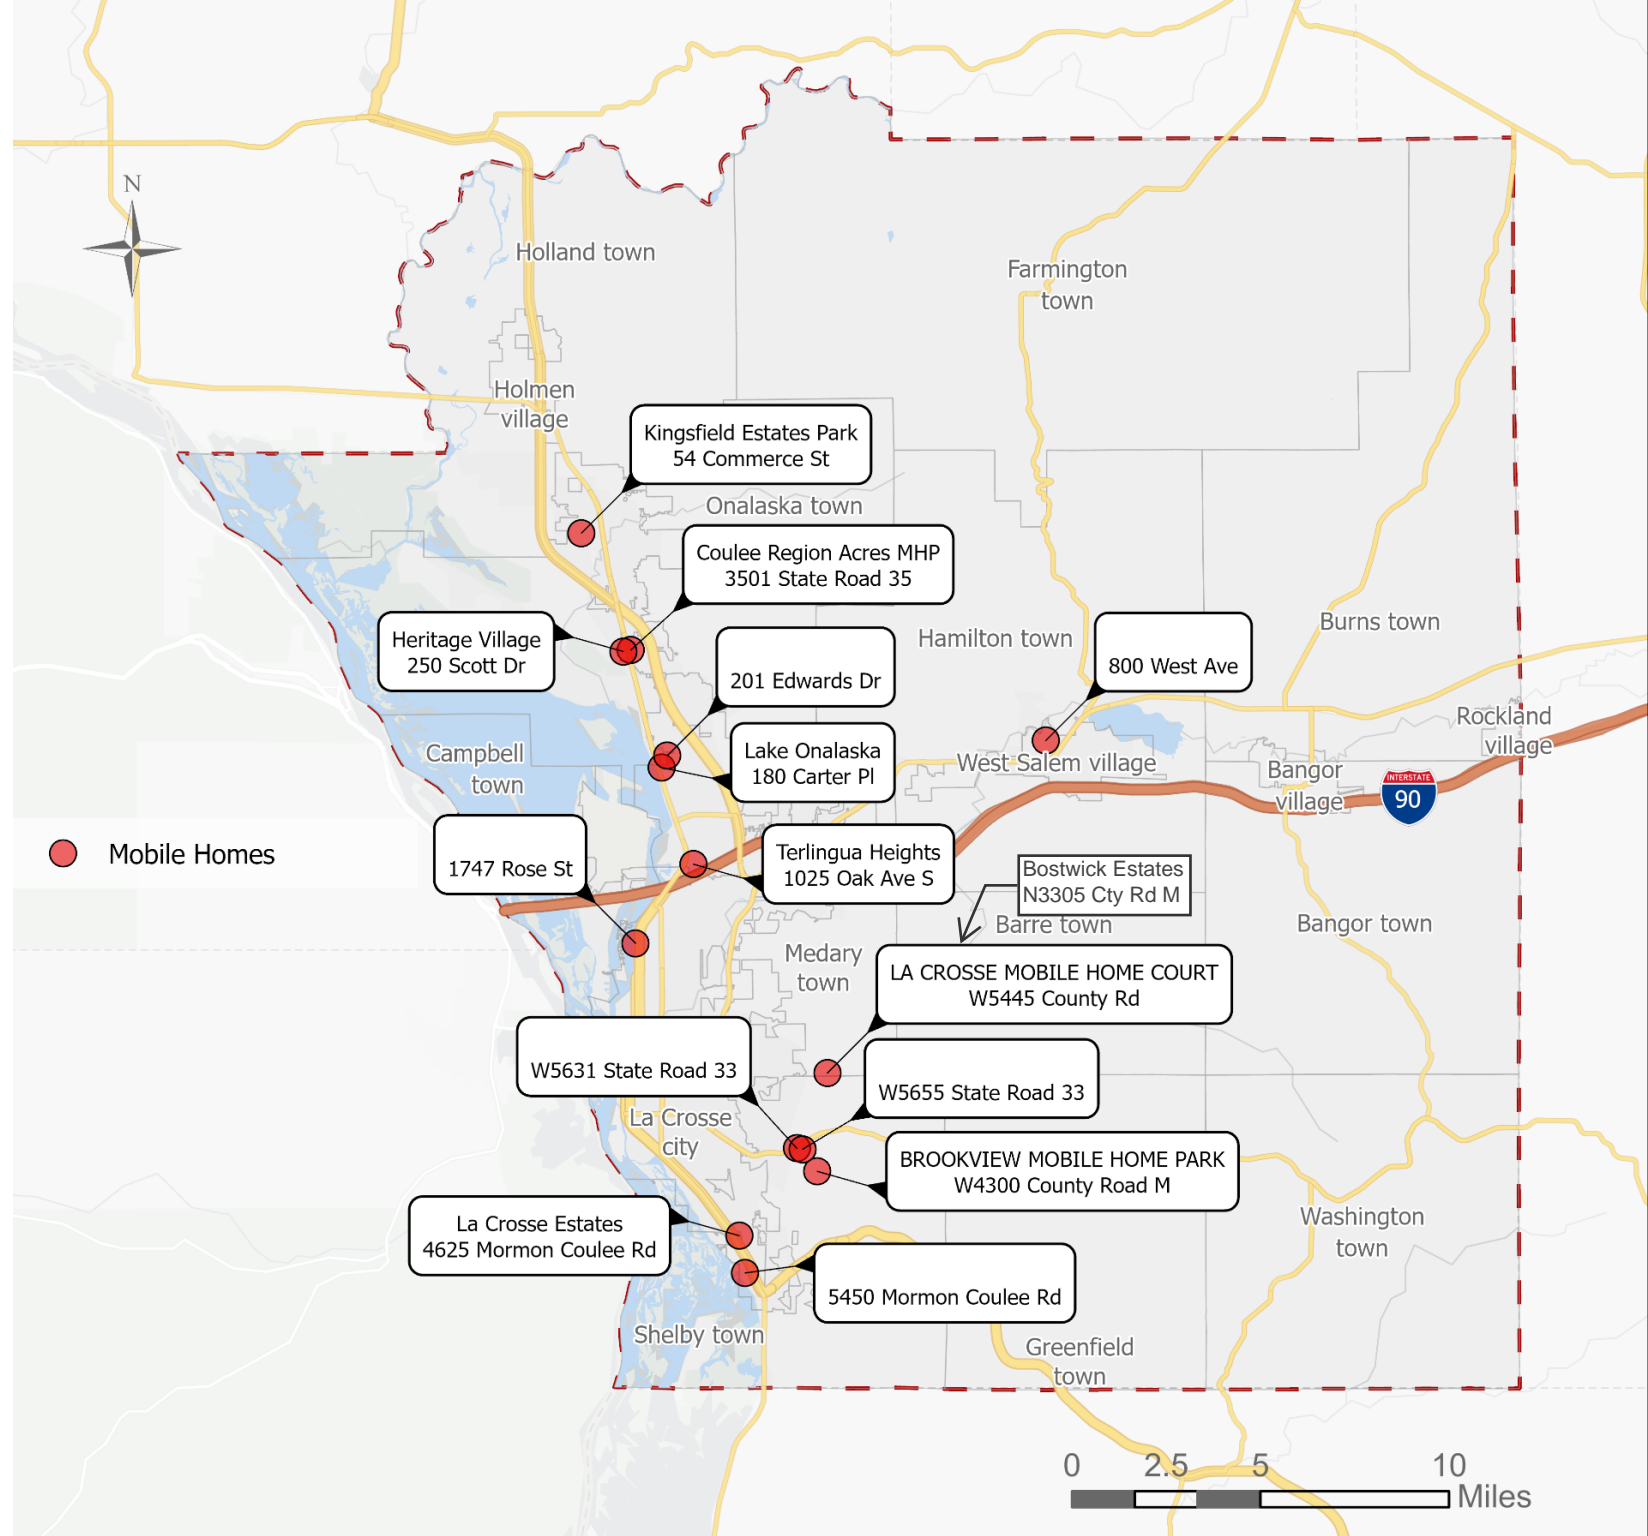 N
Holland town
Farmington
town
Holmen
village
Kingsfield Estates Park
54 Commerce St
Onalaska town
Coulee Region Acres MHP
3501 State Road 35
Heritage Village
250 Scott Dr
Hamilton town
Burns town
201 Edwards Dr
800 West Ave
Rockland
village
Campbell
town
Lake Onalaska
180 Carter Pl
West Salem village
Bangor
village
INTERSTATE
90
Mobile Homes
1747 Rose St
Terlingua Heights
1025 Oak Ave S
Bostwick Estates
N3305 Cty Rd M
Barre town
Bangor town
Medary
town
LA CROSSE MOBILE HOME COURT
W5445 County Rd
W5631 State Road 33
W5655 State Road 33
La Crosse
city
BROOKVIEW MOBILE HOME PARK
W4300 County Road M
La Crosse Estates
4625 Mormon Coulee Rd
Washington
town
5450 Mormon Coulee Rd
Shelby town
Greenfield
town
0 2.5 5 10
Miles